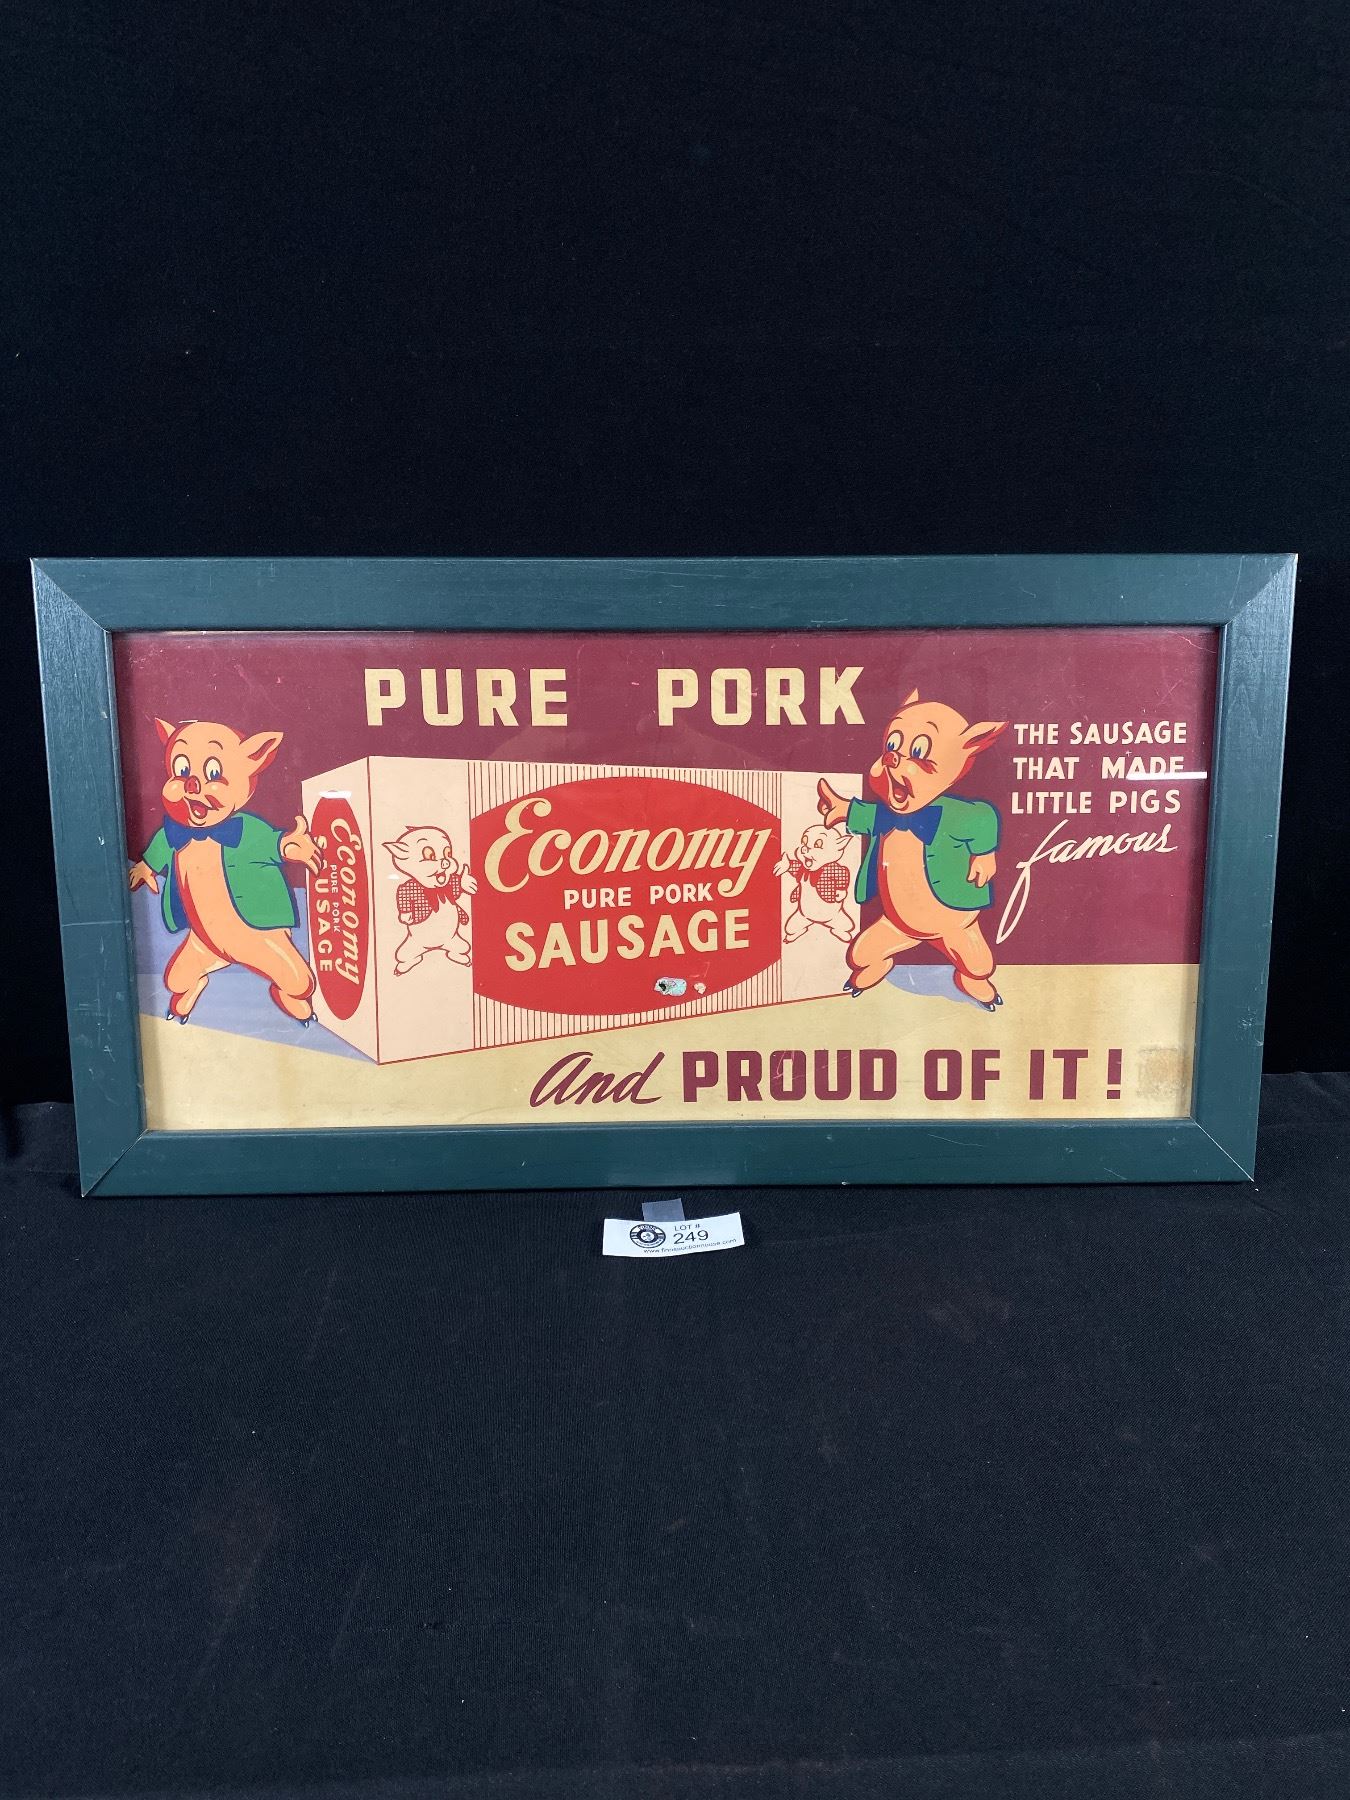 PURE PORK
THE SAUSAGE
THAT MADE
LITTLE PIGS
famous
Economy
PURE PORK
SAUSAGE
Economy
PURE PORK
SAUSAGE
And PROUD OF IT!
LOT #
249